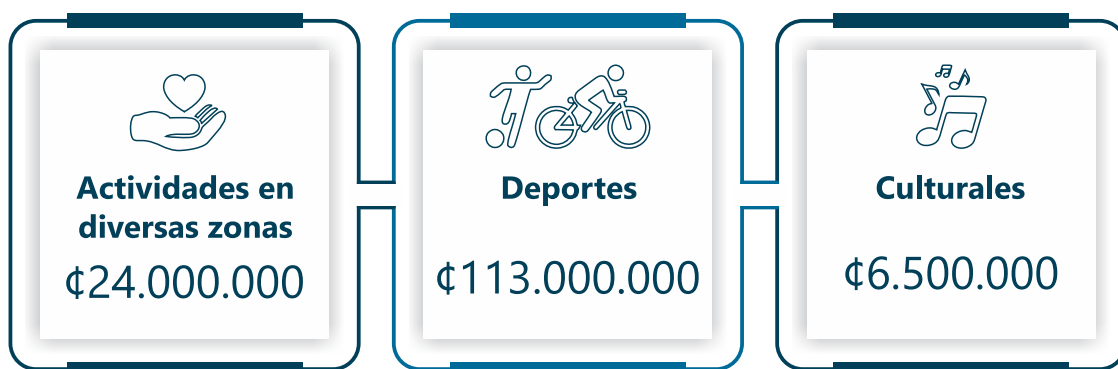 Actividades en
diversas zonas
₡24.000.000
Deportes
₡113.000.000
Culturales
₡6.500.000